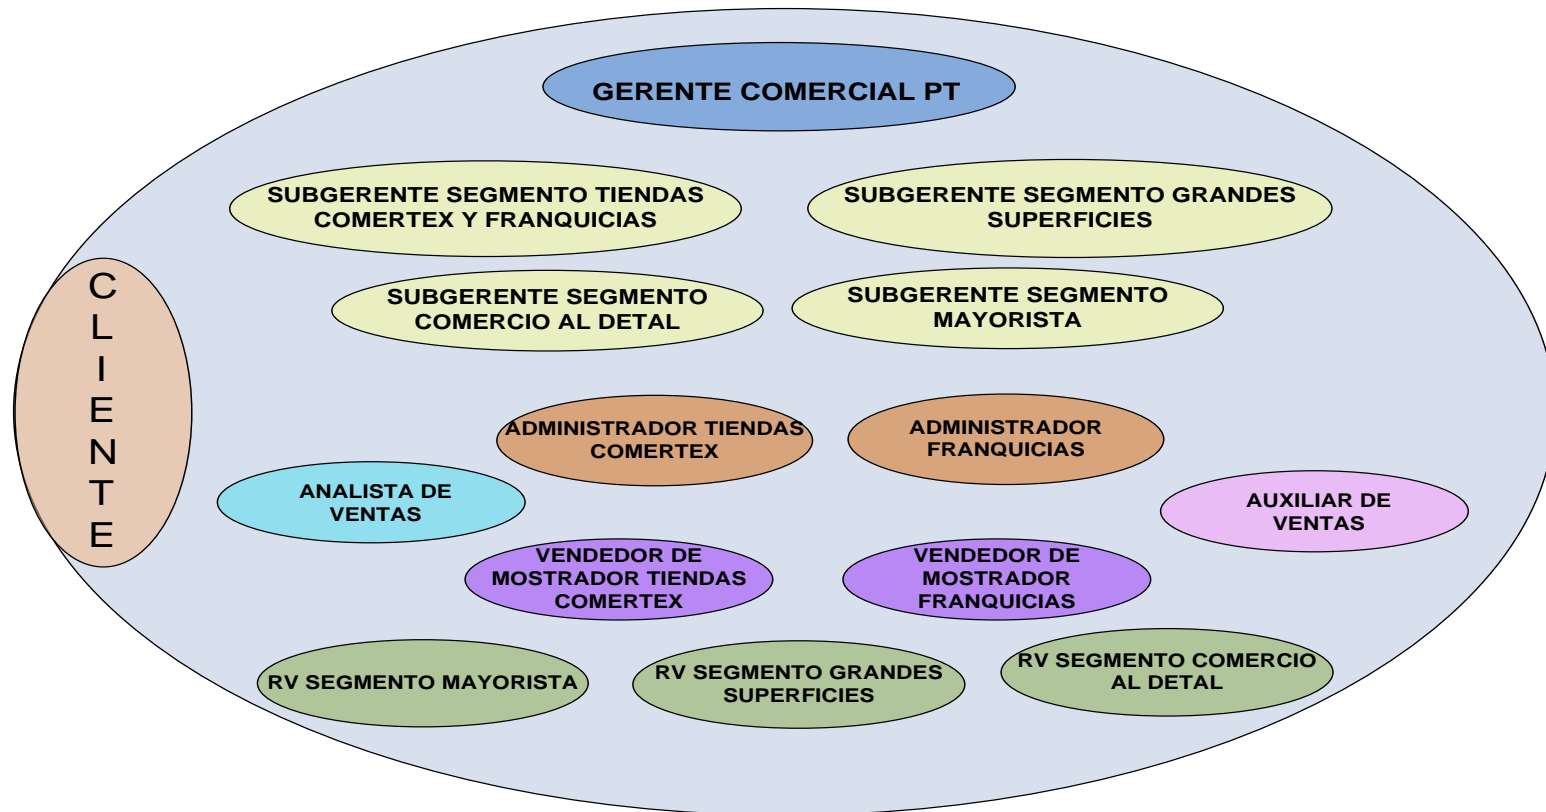 GERENTE COMERCIAL PT
SUBGERENTE SEGMENTO TIENDAS
COMERTEX Y FRANQUICIAS
SUBGERENTE SEGMENTO GRANDES
SUPERFICIES
SUBGERENTE SEGMENTO
COMERCIO AL DETAL
SUBGERENTE SEGMENTO
MAYORISTA
CLIENTE
ADMINISTRADOR TIENDAS
COMERTEX
ADMINISTRADOR
FRANQUICIAS
ANALISTA DE
VENTAS
AUXILIAR DE
VENTAS
VENDEDOR DE
MOSTRADOR TIENDAS
COMERTEX
VENDEDOR DE
MOSTRADOR
FRANQUICIAS
RV SEGMENTO MAYORISTA
RV SEGMENTO GRANDES
SUPERFICIES
RV SEGMENTO COMERCIO
AL DETAL